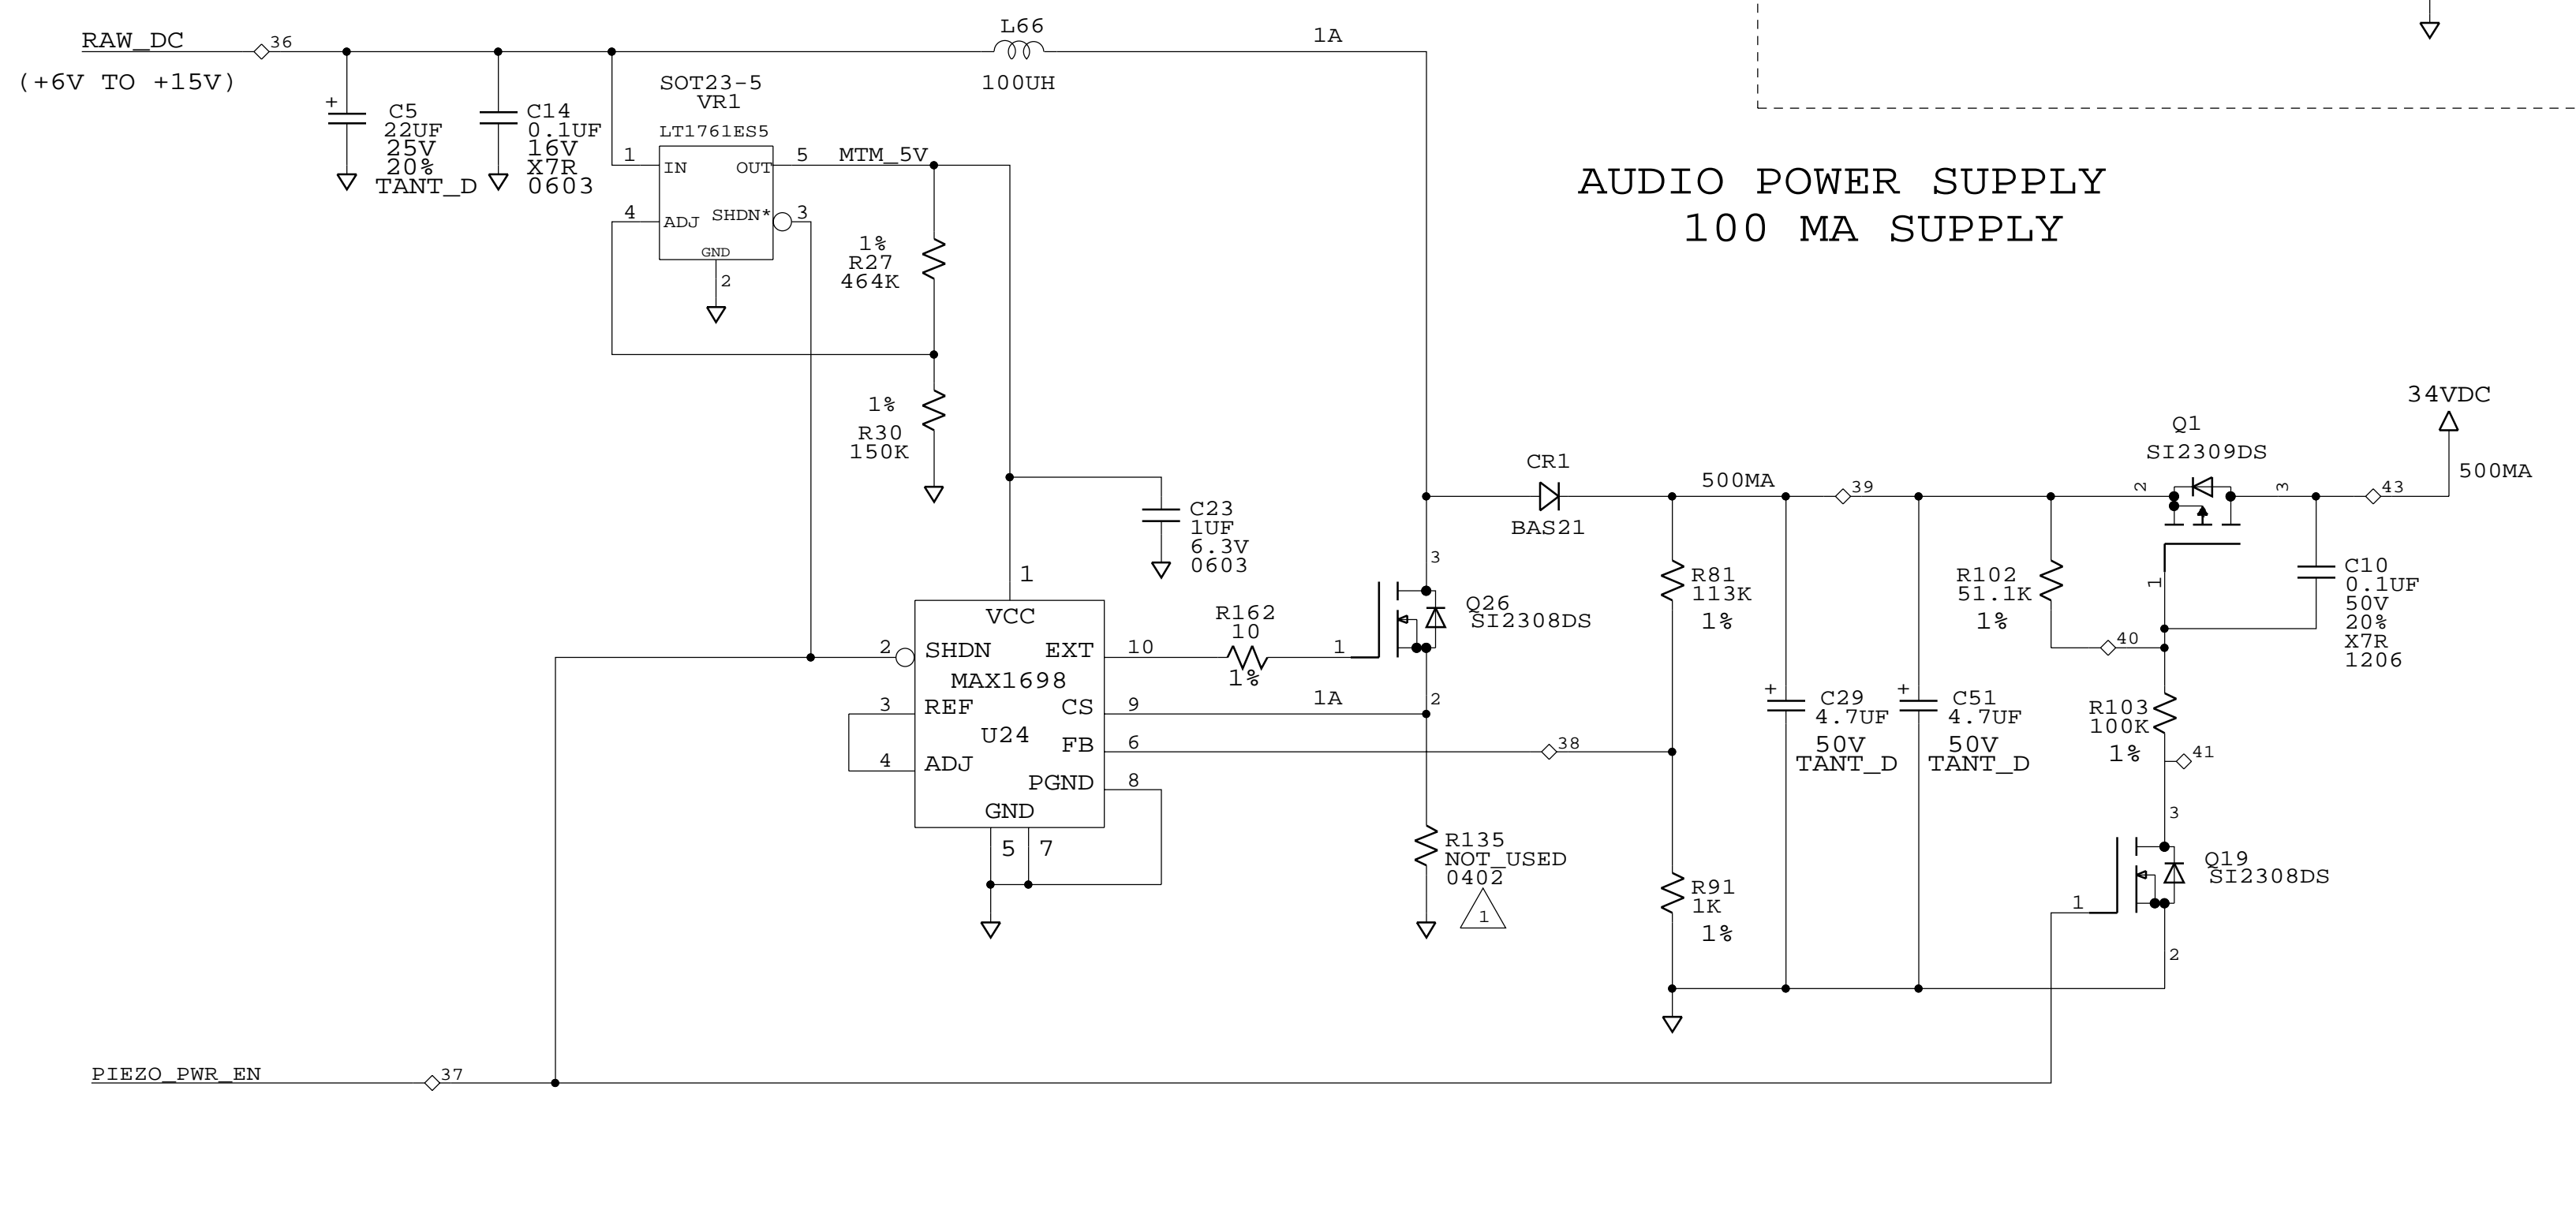 RAW_DC
36
(+6V TO +15V)
C5
22UF
25V
20%
TANT_D
+
C14
0.1UF
16V
X7R
0603
L66
100UH
1A
SOT23-5
VR1
LT1761ES5
1
IN
OUT
5
MTM_5V
4
ADJ
SHDN*
3
GND
2
1%
R27
464K
1%
R30
150K
AUDIO POWER SUPPLY
100 MA SUPPLY
C23
1UF
6.3V
0603
1
VCC
2
SHDN
EXT
10
MAX1698
3
REF
CS
9
U24
FB
6
4
ADJ
PGND
8
GND
5
7
R162
10
1%
1
3
Q26
SI2308DS
2
1A
38
R135
NOT_USED
0402
1
CR1
BAS21
500MA
39
R81
113K
1%
R91
1K
1%
+
C29
4.7UF
50V
TANT_D
+
C51
4.7UF
50V
TANT_D
R102
51.1K
1%
40
Q1
SI2309DS
2
3
1
43
34VDC
500MA
C10
0.1UF
50V
20%
X7R
1206
R103
100K
1%
41
3
Q19
SI2308DS
1
2
PIEZO_PWR_EN
37